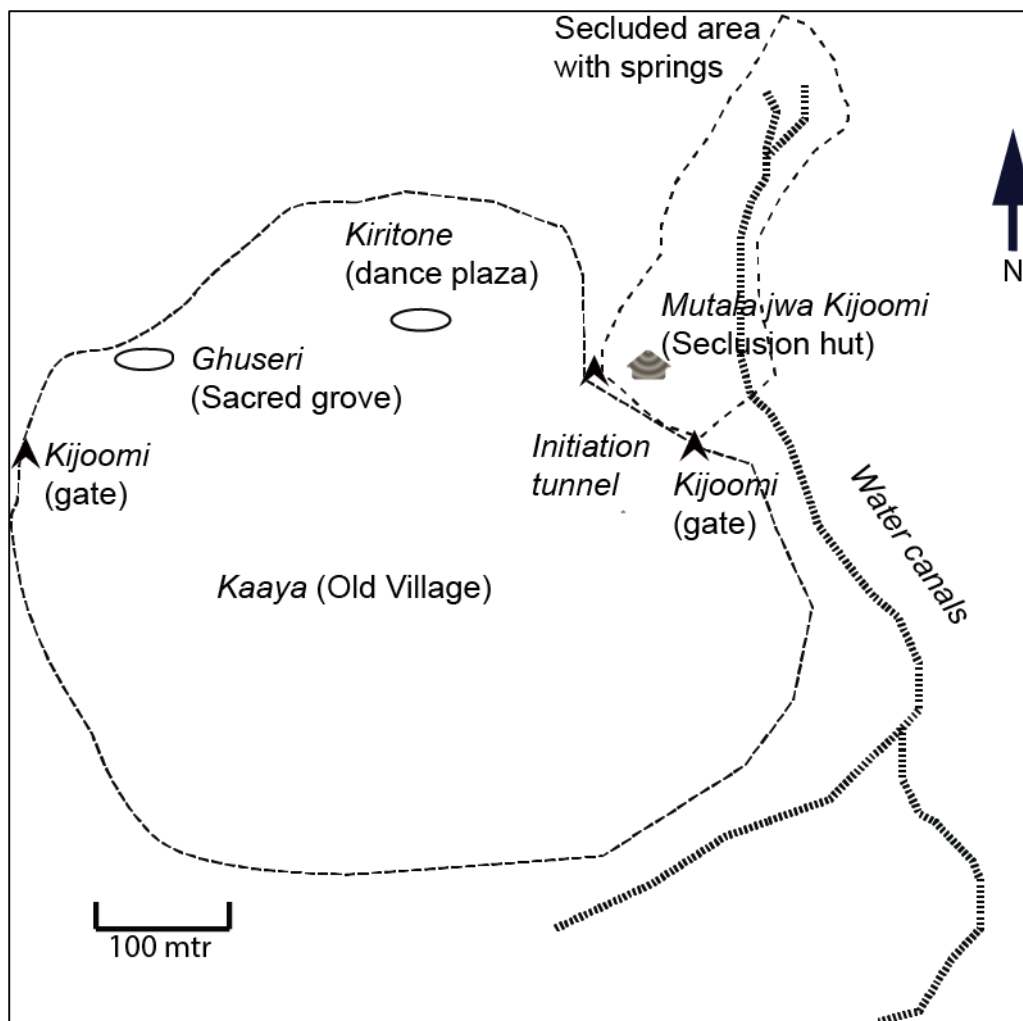 Secluded area
with springs
N
Kiritone
(dance plaza)
Mutala jwa Kijoomi
(Seclusion hut)
Ghuseri
(Sacred grove)
Kijoomi
(gate)
Initiation
tunnel
Kijoomi
(gate)
Water canals
Kaaya (Old Village)
100 mtr